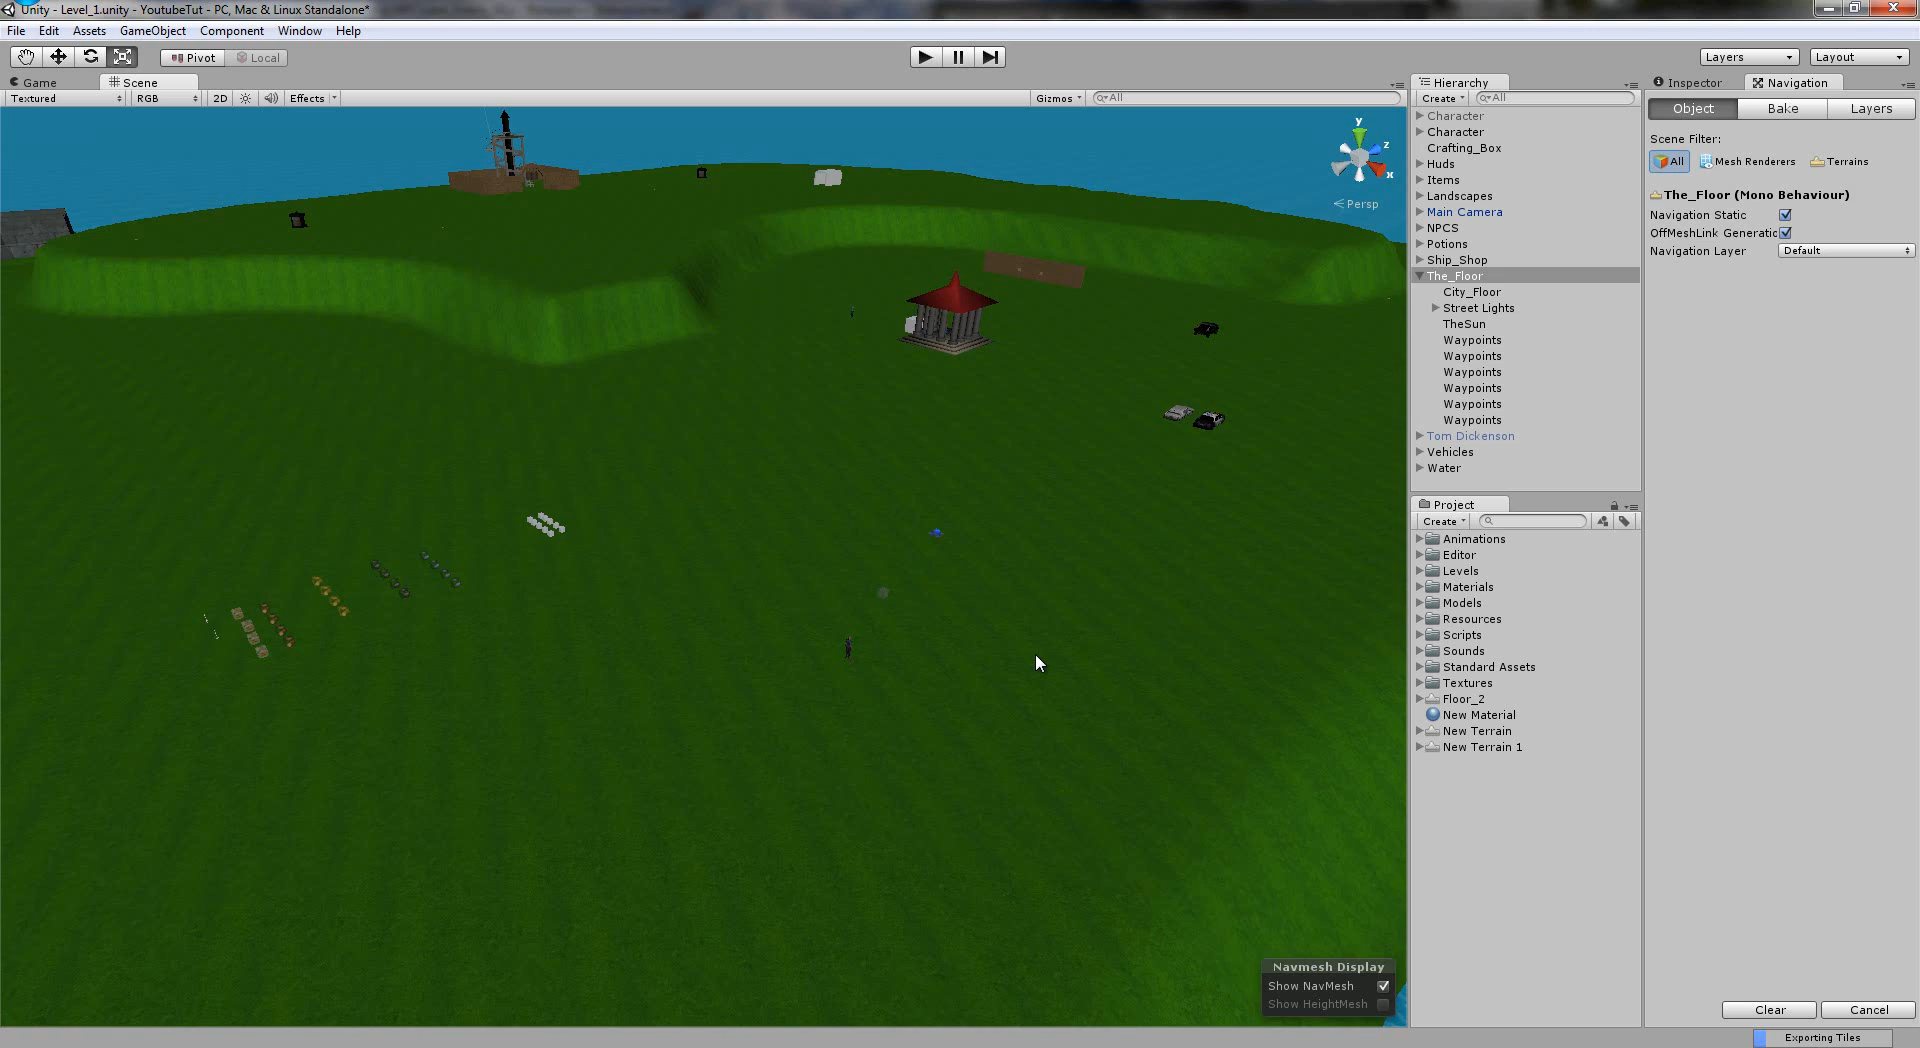 Unity - Level_1.unity - YoutubeTut - PC, Mac & Linux Standalone*
File Edit Assets GameObject Component Window Help
Pivot Local Layers Layout
Game Scene
Textured RGB 2D Effects Gizmos All
y
z
x
Persp
Navmesh Display
Show NavMesh
Show HeightMesh
Hierarchy
Create All
Character
Character
Crafting_Box
Huds
Items
Landscapes
Main Camera
NPCS
Potions
Ship_Shop
The_Floor
City_Floor
Street Lights
TheSun
Waypoints
Waypoints
Waypoints
Waypoints
Waypoints
Waypoints
Tom Dickenson
Vehicles
Water
Project
Create
Animations
Editor
Levels
Materials
Models
Resources
Scripts
Sounds
Standard Assets
Textures
Floor_2
New Material
New Terrain
New Terrain 1
Inspector Navigation
Object Bake Layers
Scene Filter:
All Mesh Renderers Terrains
The_Floor (Mono Behaviour)
Navigation Static
OffMeshLink Generatic
Navigation Layer Default
Clear Cancel
Exporting Tiles